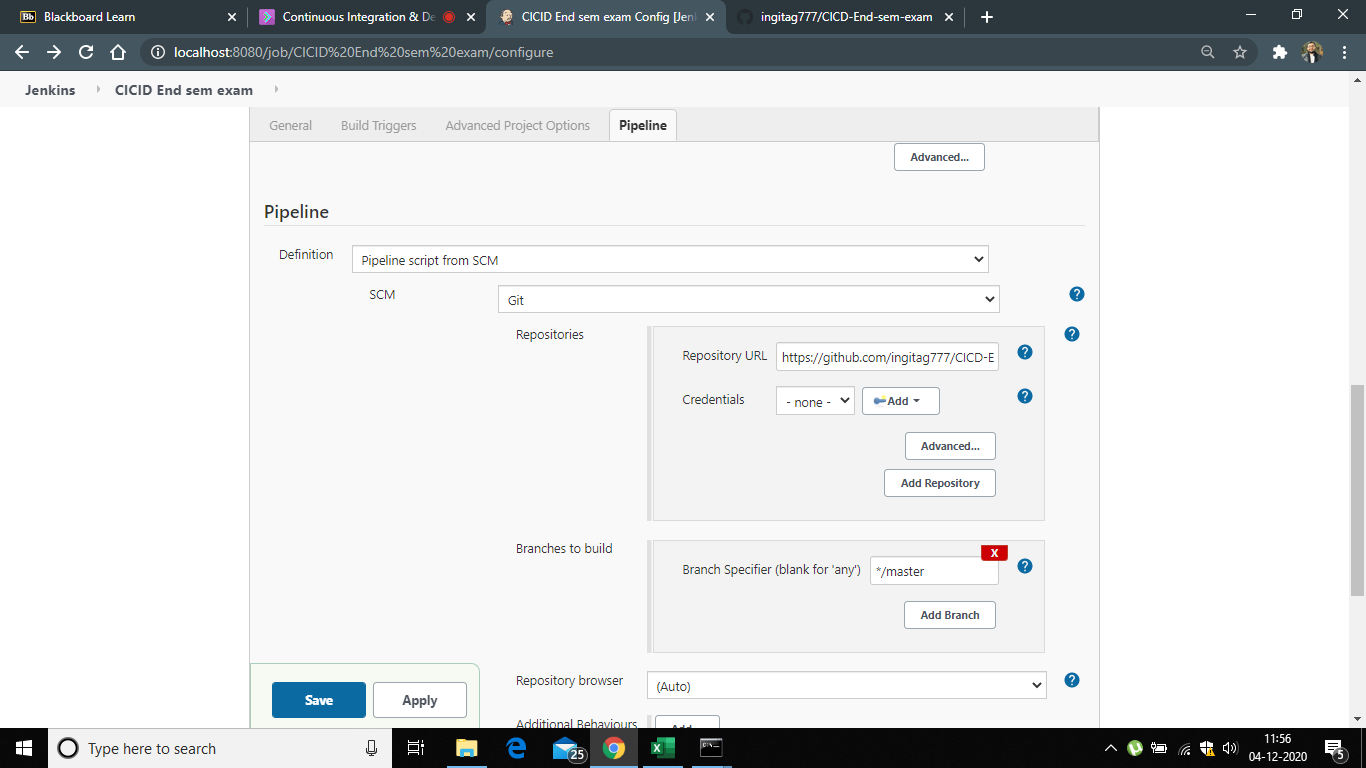 Blackboard Learn
Continuous Integration & De
CICID End sem exam Config [Jen
ingitag777/CICD-End-sem-exam
localhost:8080/job/CICID%20End%20sem%20exam/configure
Jenkins
CICID End sem exam
General
Build Triggers
Advanced Project Options
Pipeline
Advanced...
Pipeline
Definition
Pipeline script from SCM
SCM
Git
Repositories
Repository URL
https://github.com/ingitag777/CICD-E
Credentials
- none -
Add
Advanced...
Add Repository
Branches to build
X
Branch Specifier (blank for 'any')
*/master
Add Branch
Repository browser
(Auto)
Save
Apply
Additional Behaviours
Add
Type here to search
25
11:56
04-12-2020
5